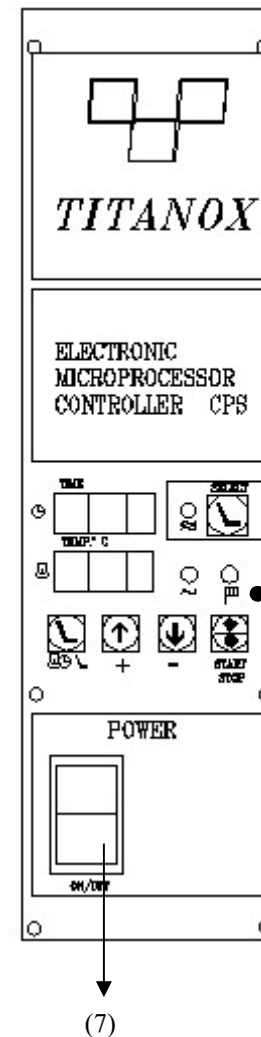 TITANOX
ELECTRONIC
MICROPROCESSOR
CONTROLLER CPS
TIME
SELECT
TEMP.º C
+ -
START
STOP
POWER
ON/OFF
(7)